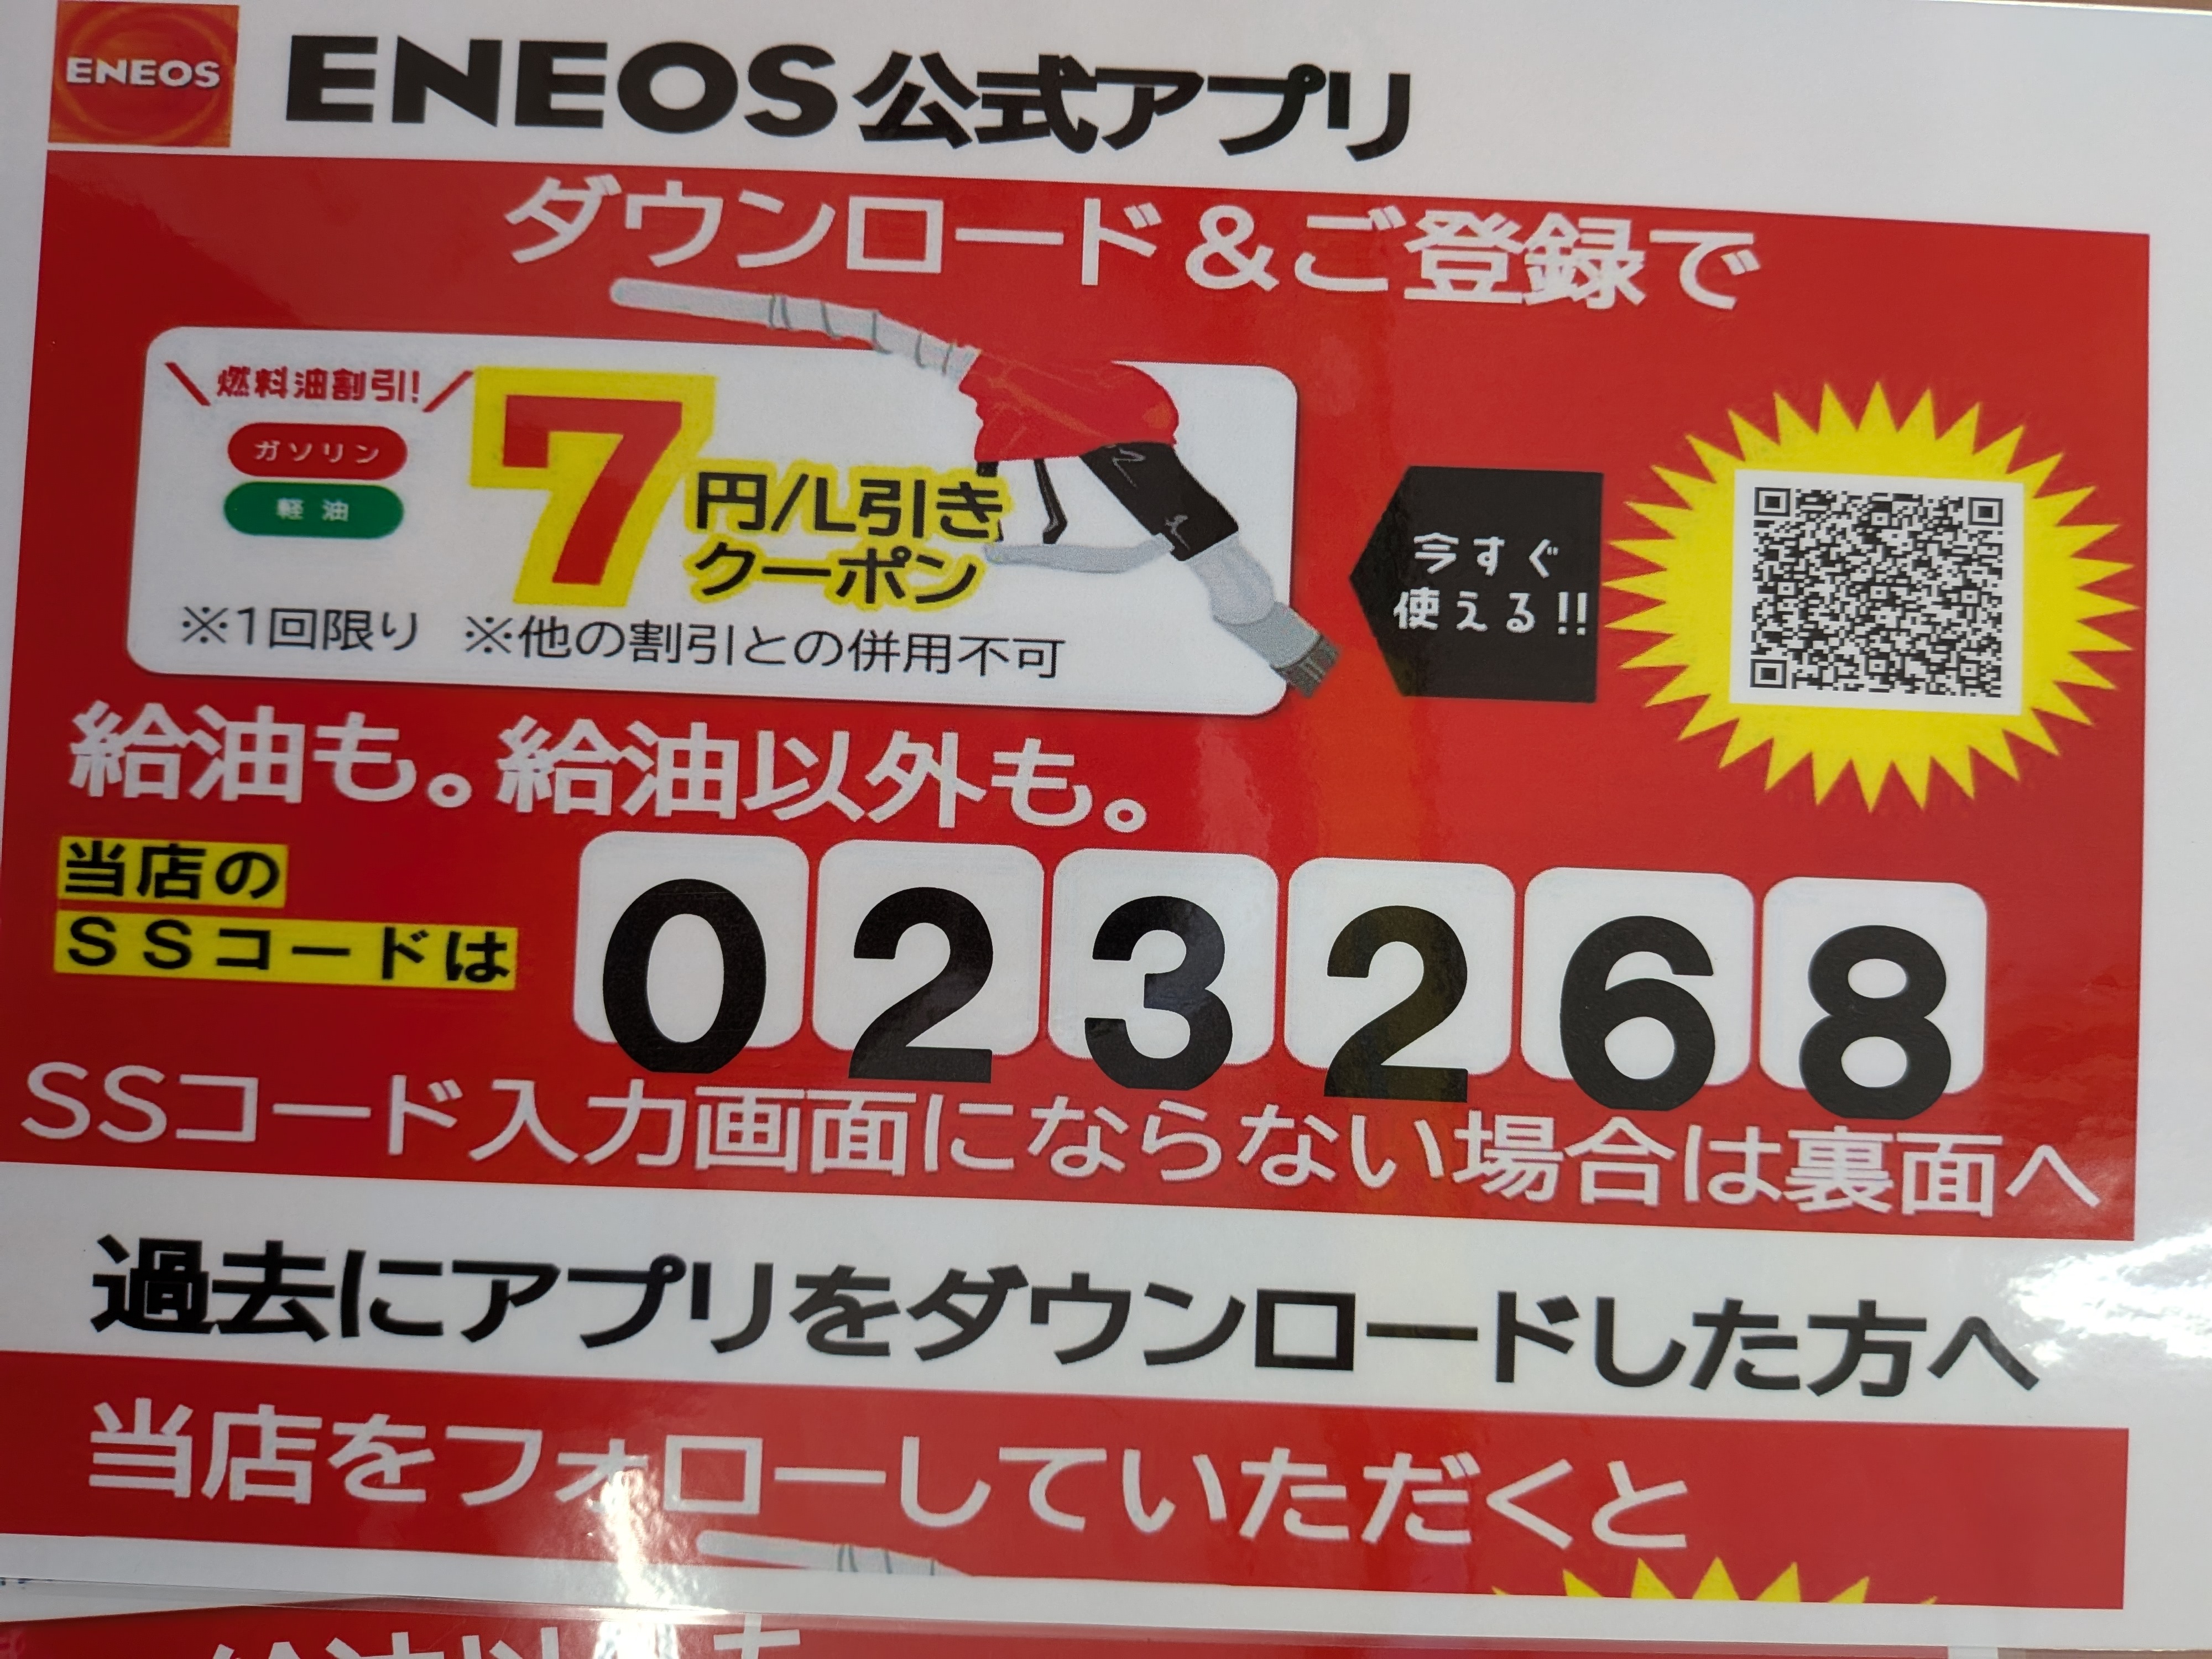 ENEOS
ENEOS公式アプリ
ダウンロード&ご登録で
\燃料油割引!/
ガソリン
軽油
7円/L引き
クーポン
※1回限り ※他の割引との併用不可
今すぐ
使える!!
給油も。給油以外も。
当店の
SSコードは
023268
SSコード入力画面にならない場合は裏面へ
過去にアプリをダウンロードした方へ
当店をフォローしていただくと